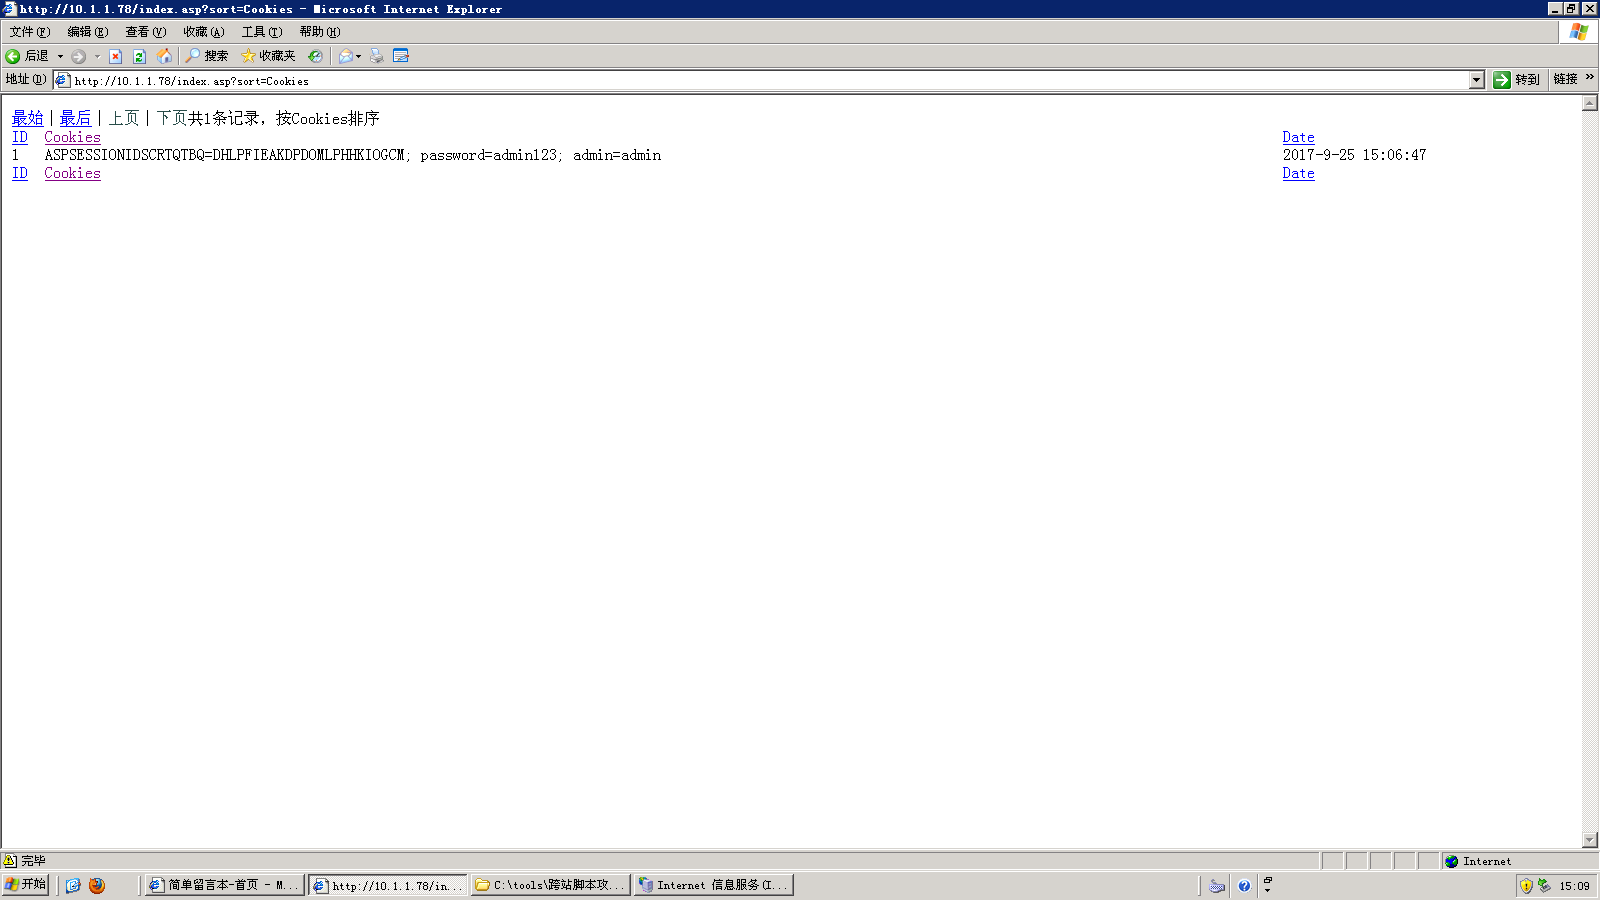 http://10.1.1.78/index.asp?sort=Cookies - Microsoft Internet Explorer
文件(F) 编辑(E) 查看(V) 收藏(A) 工具(T) 帮助(H)
后退 搜索 收藏夹
地址(D) http://10.1.1.78/index.asp?sort=Cookies 转到 链接 »
最始 | 最后 | 上页 | 下页共1条记录，按Cookies排序
ID Cookies Date
1 ASPSESSIONIDSCRTQTBQ=DHLPFIEAKDPDOMLPHHKIOGCM; password=admin123; admin=admin 2017-9-25 15:06:47
ID Cookies Date
完毕 Internet
开始 简单留言本-首页 - M... http://10.1.1.78/in... C:\tools\跨站脚本攻... Internet 信息服务(I... 15:09